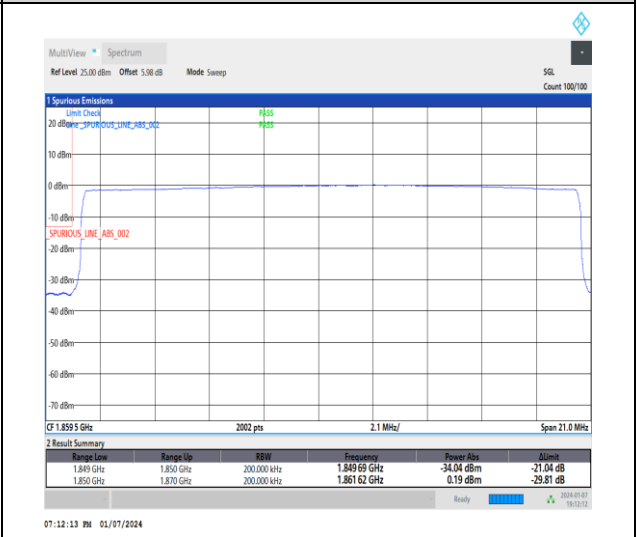 MultiView Spectrum
Ref Level 25.00 dBm Offset 5.98 dB Mode Sweep SGL
Count 100/100
1 Spurious Emissions
Limit Check PASS
20 dBm Line _SPURIOUS_LINE_ABS_002 PASS
10 dBm
0 dBm
-10 dBm
_SPURIOUS_LINE_ABS_002
-20 dBm
-30 dBm
-40 dBm
-50 dBm
-60 dBm
-70 dBm
CF 1.859 5 GHz 2002 pts 2.1 MHz/ Span 21.0 MHz
2 Result Summary
Range Low Range Up RBW Frequency Power Abs ΔLimit
1.849 GHz 1.850 GHz 200.000 kHz 1.849 69 GHz -34.04 dBm -21.04 dB
1.850 GHz 1.870 GHz 200.000 kHz 1.861 62 GHz 0.19 dBm -29.81 dB
Ready 2024-01-07
19:12:12
07:12:13 PM 01/07/2024